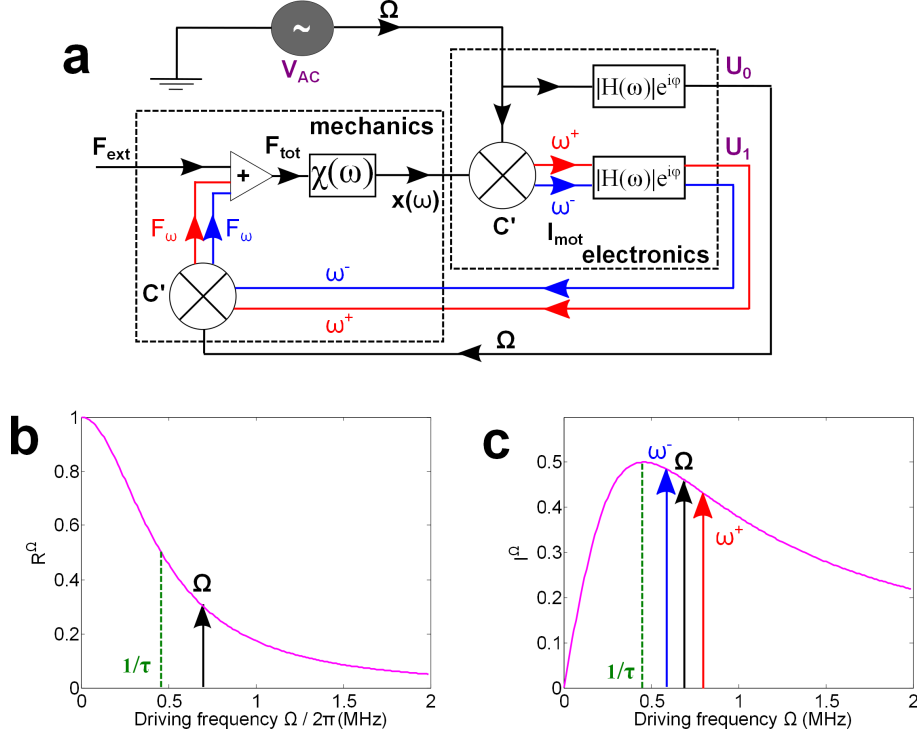 a
~
Ω
V_AC
mechanics
F_ext
F_tot
+
χ(ω)
x(ω)
F_ω
F_ω
C'
ω⁻
ω⁺
Ω
|H(ω)|e^iφ
U_0
ω⁺
ω⁻
|H(ω)|e^iφ
U_1
C'
I_mot
electronics
b
1
0.8
0.6
0.4
0.2
0
R^Ω
Ω
1/τ
0 0.5 1 1.5 2
Driving frequency Ω / 2π (MHz)
c
0.5
0.4
0.3
0.2
0.1
0
I^Ω
ω⁻
Ω
ω⁺
1/τ
0 0.5 1 1.5 2
Driving frequency Ω (MHz)